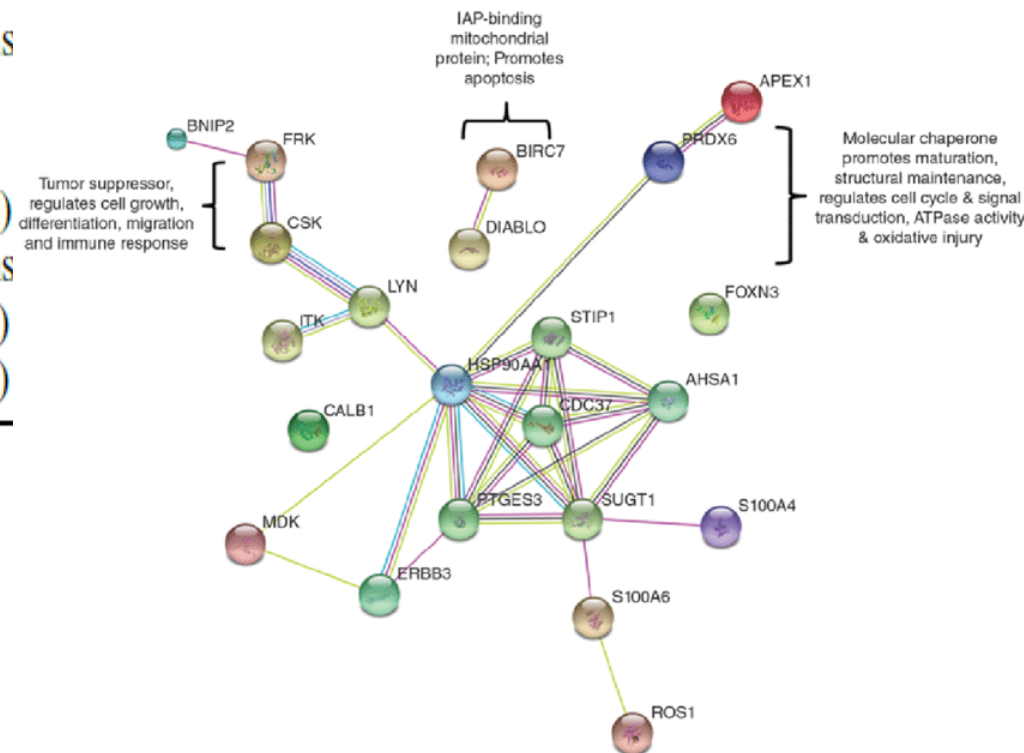 IAP-binding
mitochondrial
protein; Promotes
apoptosis
APEX1
BNIP2
FRK
BIRC7
PRDX6
Molecular chaperone
promotes maturation,
structural maintenance,
regulates cell cycle & signal
transduction, ATPase activity
& oxidative injury
Tumor suppressor,
regulates cell growth,
differentiation, migration
and immune response
CSK
DIABLO
LYN
FOXN3
ITK
STIP1
HSP90AA1
AHSA1
CALB1
CDC37
PTGES3
SUGT1
S100A4
MDK
ERBB3
S100A6
ROS1